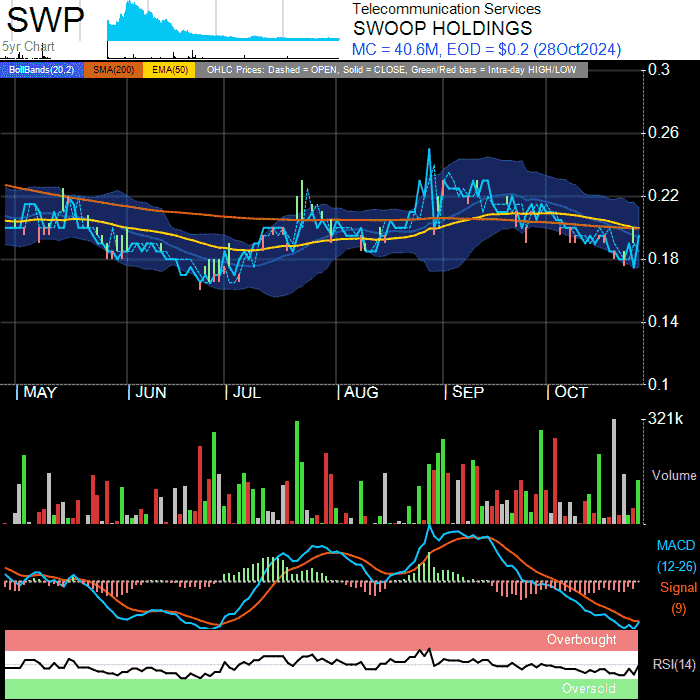 SWP
5yr Chart
Telecommunication Services
SWOOP HOLDINGS
MC = 40.6M, EOD = $0.2 (28Oct2024)
BollBands(20,2) SMA(200) EMA(50) OHLC Prices: Dashed = OPEN, Solid = CLOSE, Green/Red bars = Intra-day HIGH/LOW
0.3
0.26
0.22
0.18
0.14
0.1
MAY JUN JUL AUG SEP OCT
321k
Volume
MACD
(12-26)
Signal
(9)
Overbought
RSI(14)
Oversold